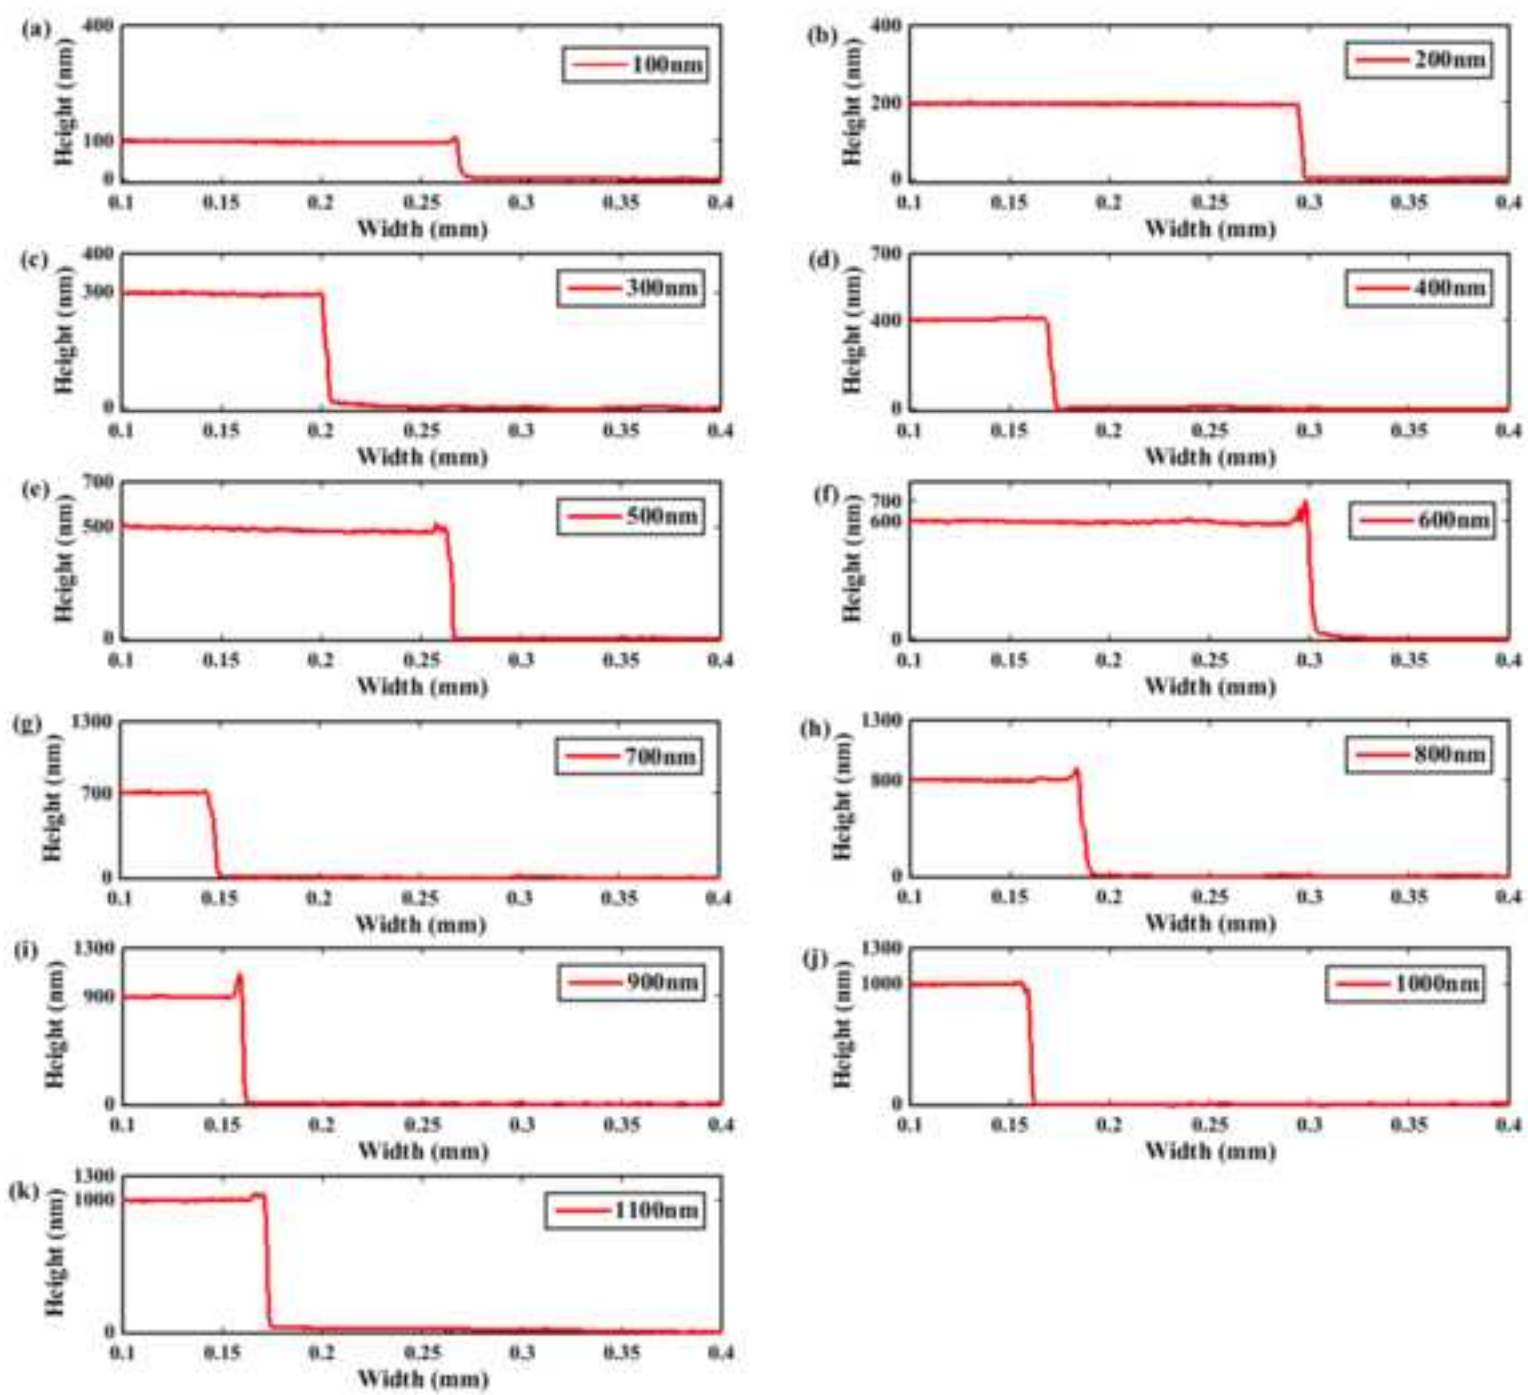 (a)
400
100
0
Height (nm)
100nm
0.1 0.15 0.2 0.25 0.3 0.35 0.4
Width (mm)
(b)
400
200
0
Height (nm)
200nm
0.1 0.15 0.2 0.25 0.3 0.35 0.4
Width (mm)
(c)
400
300
0
Height (nm)
300nm
0.1 0.15 0.2 0.25 0.3 0.35 0.4
Width (mm)
(d)
700
400
0
Height (nm)
400nm
0.1 0.15 0.2 0.25 0.3 0.35 0.4
Width (mm)
(e)
700
500
0
Height (nm)
500nm
0.1 0.15 0.2 0.25 0.3 0.35 0.4
Width (mm)
(f)
700
600
0
Height (nm)
600nm
0.1 0.15 0.2 0.25 0.3 0.35 0.4
Width (mm)
(g)
1300
700
0
Height (nm)
700nm
0.1 0.15 0.2 0.25 0.3 0.35 0.4
Width (mm)
(h)
1300
800
0
Height (nm)
800nm
0.1 0.15 0.2 0.25 0.3 0.35 0.4
Width (mm)
(i)
1300
900
0
Height (nm)
900nm
0.1 0.15 0.2 0.25 0.3 0.35 0.4
Width (mm)
(j)
1300
1000
0
Height (nm)
1000nm
0.1 0.15 0.2 0.25 0.3 0.35 0.4
Width (mm)
(k)
1300
1000
0
Height (nm)
1100nm
0.1 0.15 0.2 0.25 0.3 0.35 0.4
Width (mm)